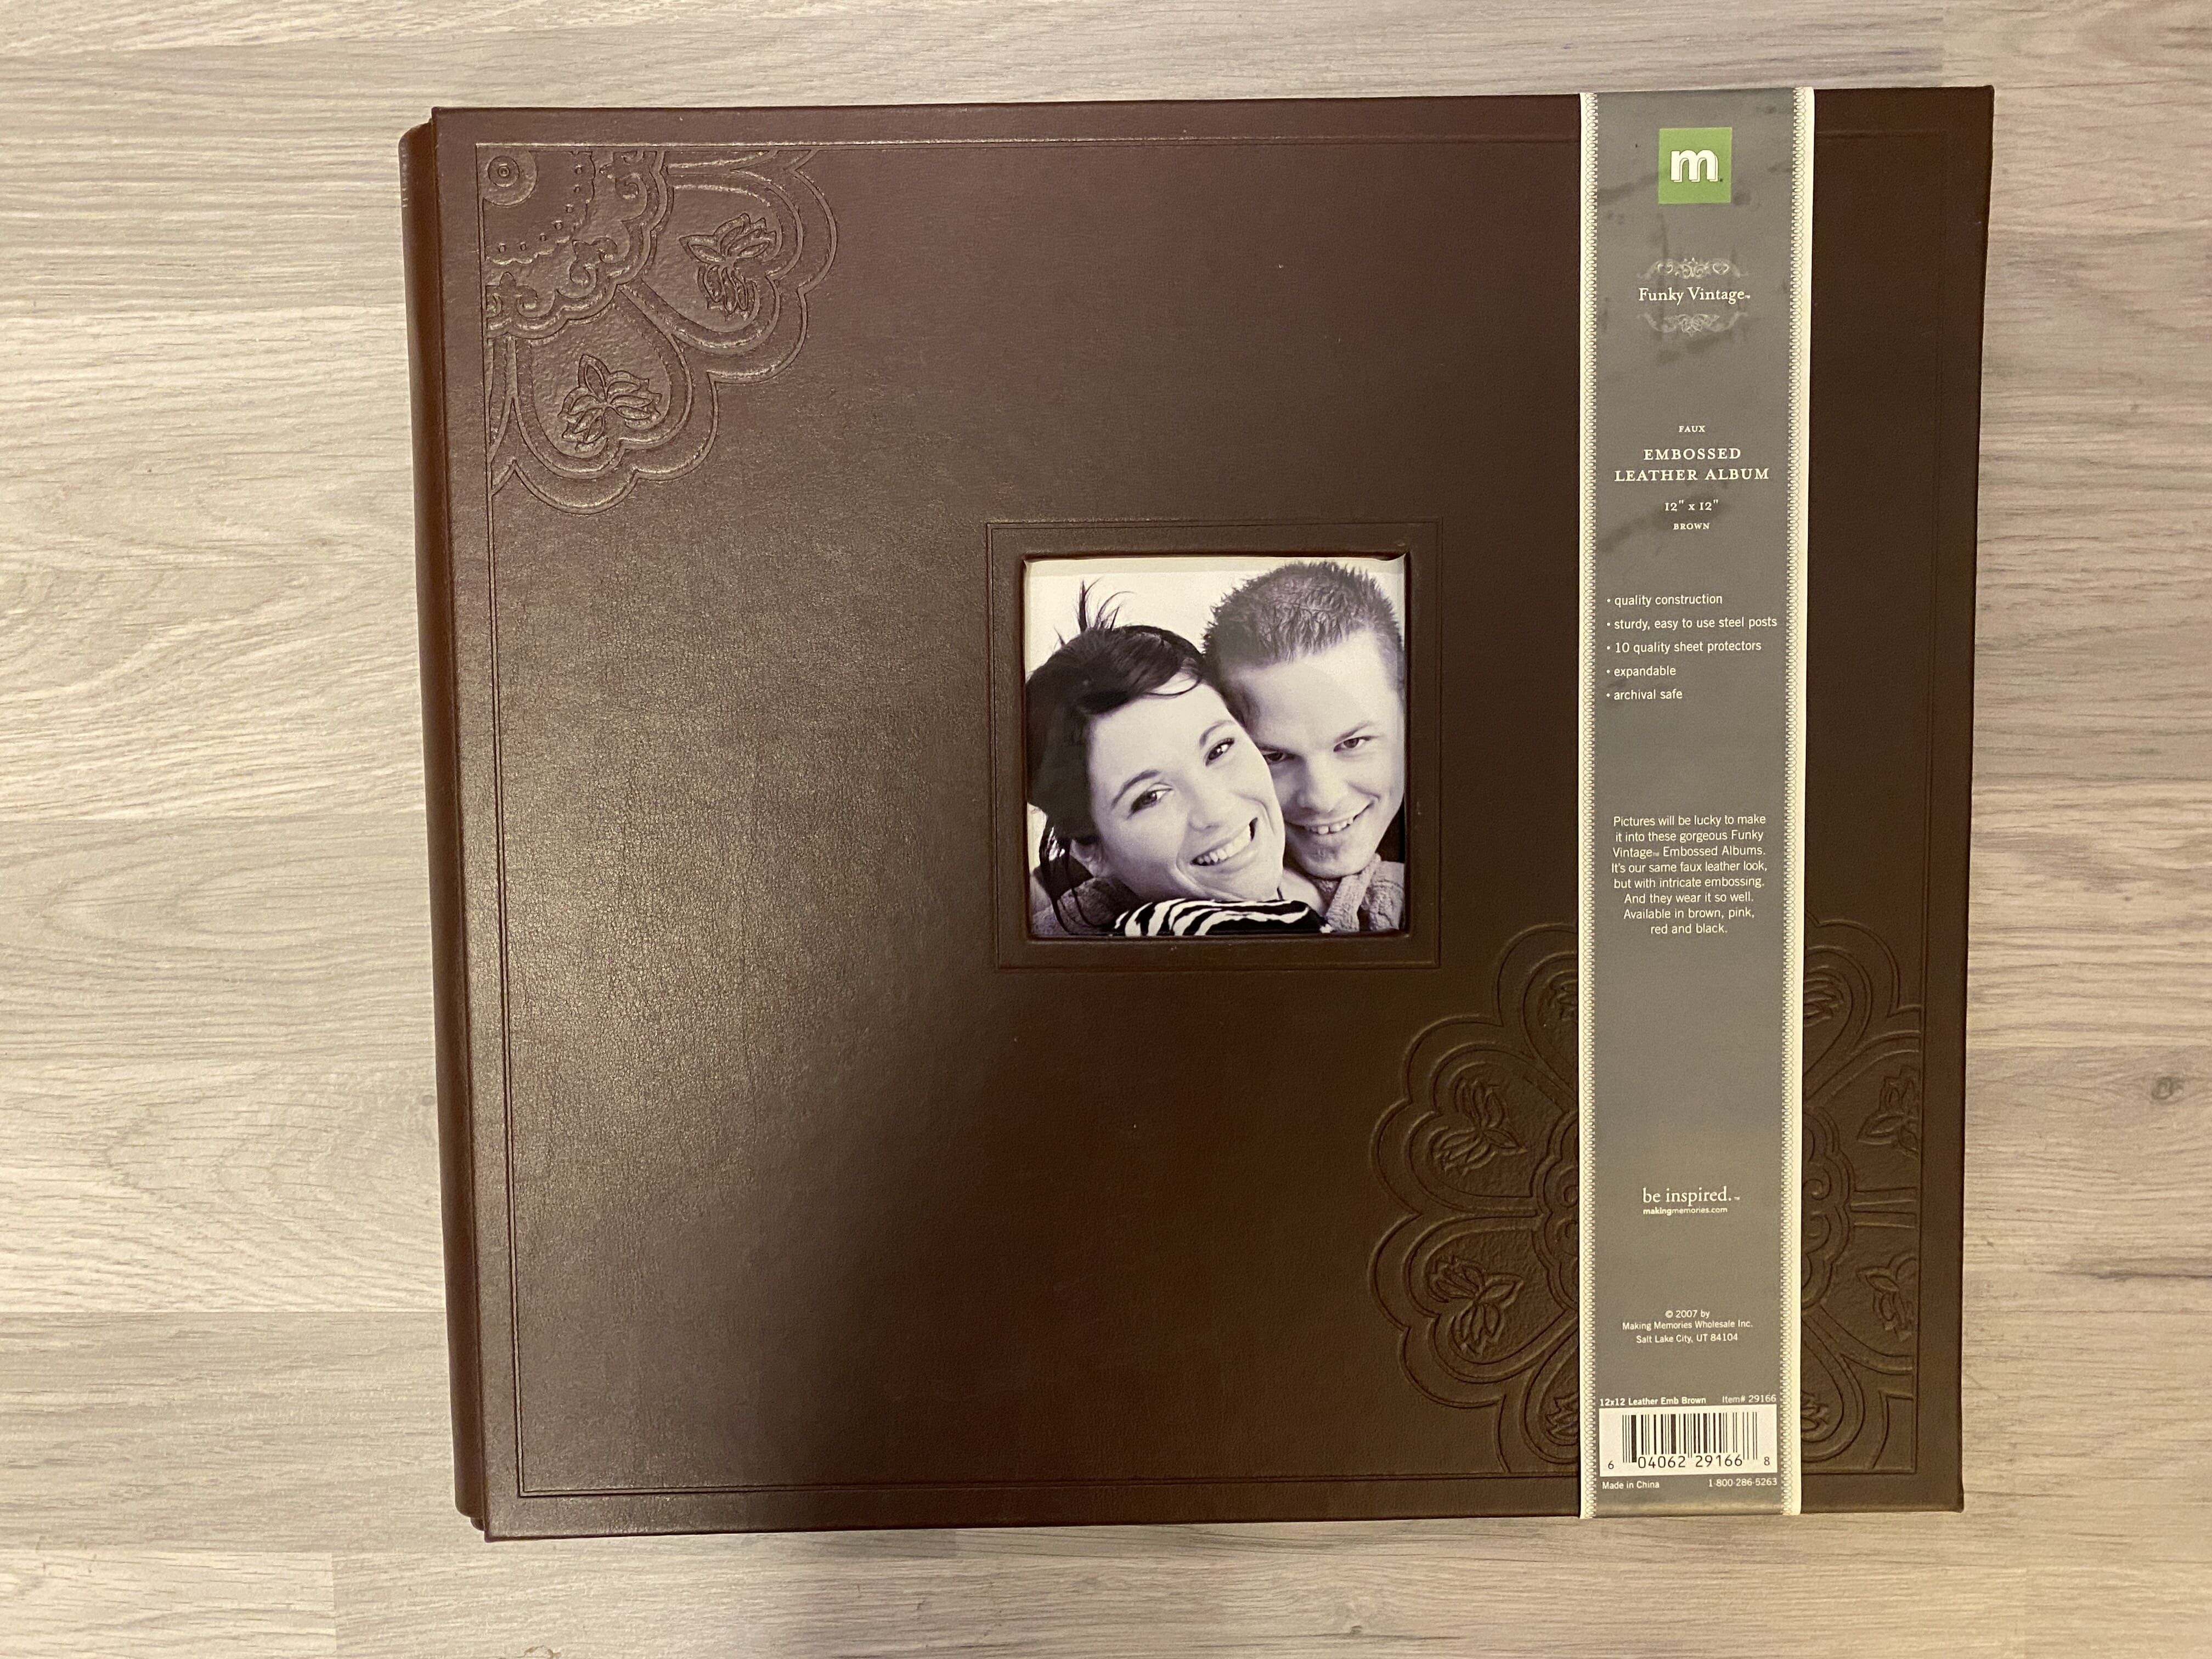 m
Funky Vintage™
FAUX
EMBOSSED
LEATHER ALBUM
12" x 12"
BROWN
• quality construction
• sturdy, easy to use steel posts
• 10 quality sheet protectors
• expandable
• archival safe
Pictures will be lucky to make
it into these gorgeous Funky
Vintage™ Embossed Albums.
It's our same faux leather look,
but with intricate embossing.
And they wear it so well.
Available in brown, pink,
red and black.
be inspired.™
makingmemories.com
© 2007 by
Making Memories Wholesale Inc.
Salt Lake City, UT 84104
12x12 Leather Emb Brown Item# 29166
6 04062 29166 8
Made in China 1-800-286-5263